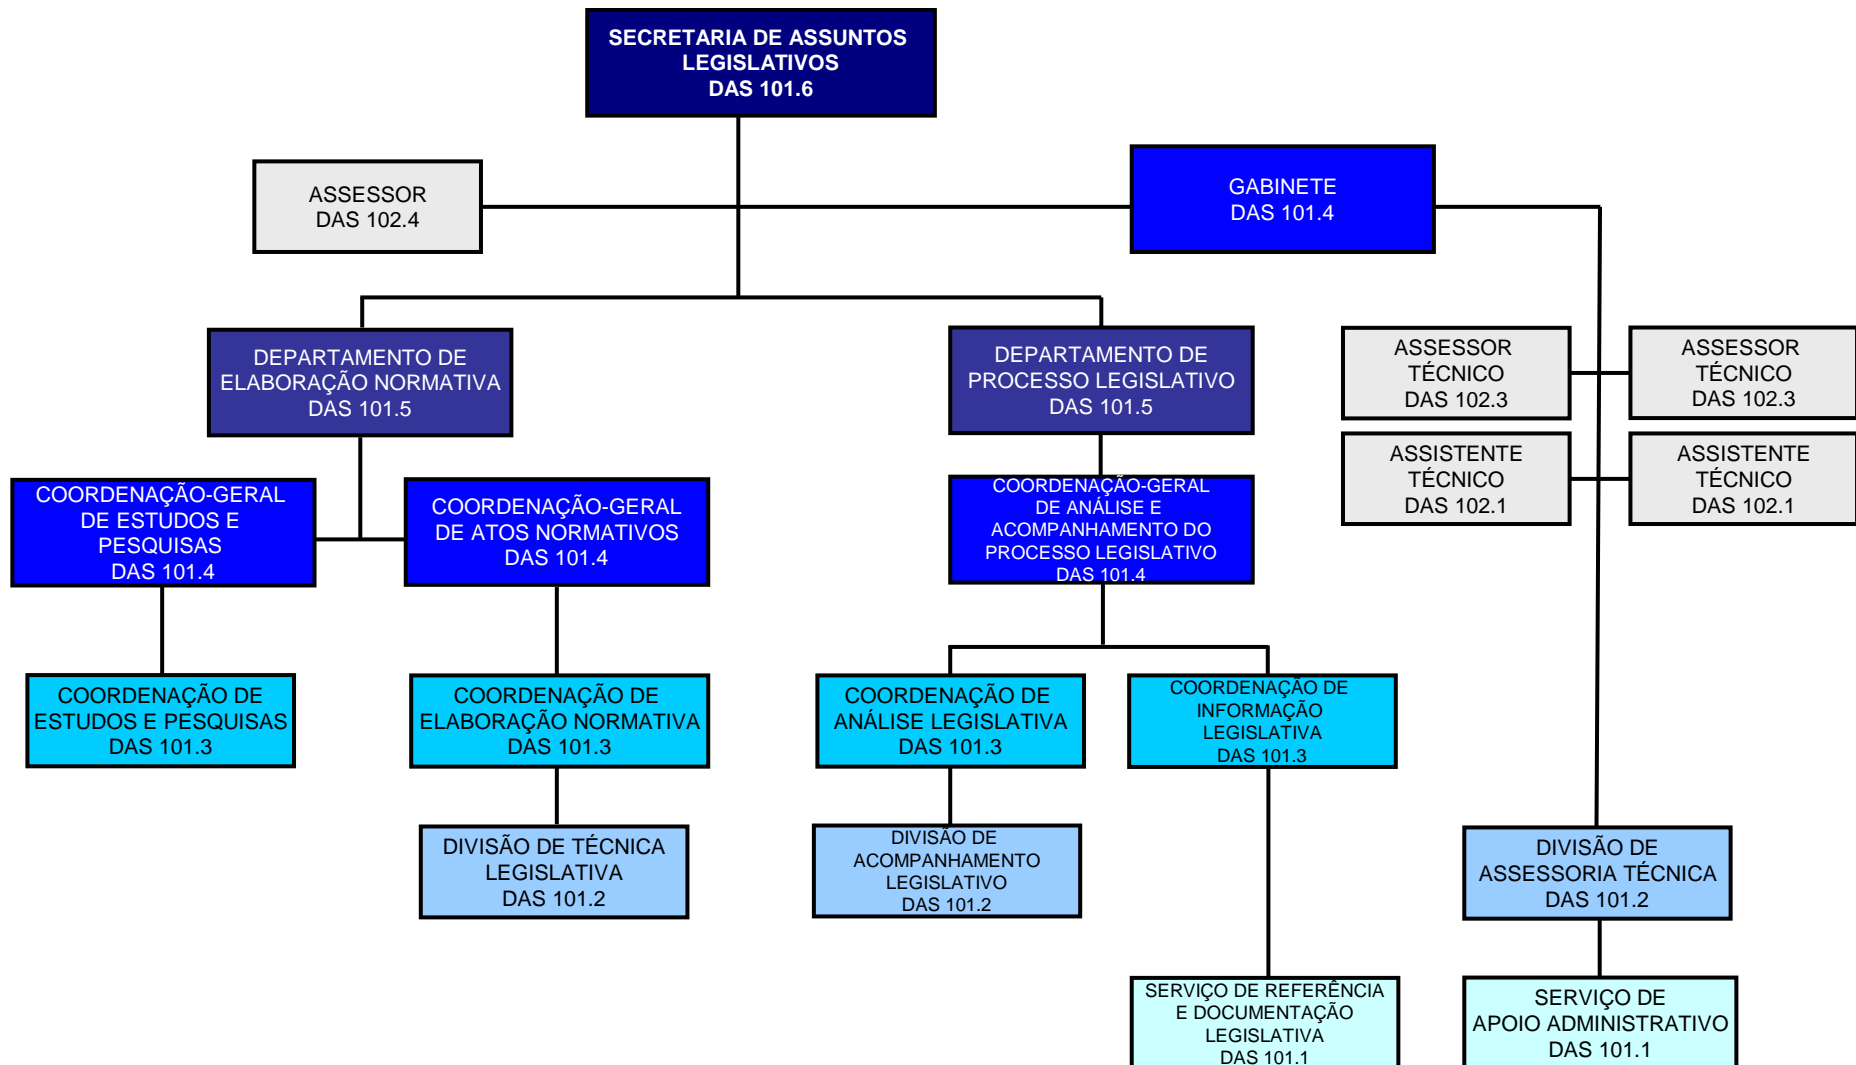 SECRETARIA DE ASSUNTOS
LEGISLATIVOS
DAS 101.6
ASSESSOR
DAS 102.4
GABINETE
DAS 101.4
DEPARTAMENTO DE
ELABORAÇÃO NORMATIVA
DAS 101.5
DEPARTAMENTO DE
PROCESSO LEGISLATIVO
DAS 101.5
ASSESSOR
TÉCNICO
DAS 102.3
ASSESSOR
TÉCNICO
DAS 102.3
ASSISTENTE
TÉCNICO
DAS 102.1
ASSISTENTE
TÉCNICO
DAS 102.1
COORDENAÇÃO-GERAL
DE ESTUDOS E
PESQUISAS
DAS 101.4
COORDENAÇÃO-GERAL
DE ATOS NORMATIVOS
DAS 101.4
COORDENAÇÃO-GERAL
DE ANÁLISE E
ACOMPANHAMENTO DO
PROCESSO LEGISLATIVO
DAS 101.4
COORDENAÇÃO DE
ESTUDOS E PESQUISAS
DAS 101.3
COORDENAÇÃO DE
ELABORAÇÃO NORMATIVA
DAS 101.3
COORDENAÇÃO DE
ANÁLISE LEGISLATIVA
DAS 101.3
COORDENAÇÃO DE
INFORMAÇÃO
LEGISLATIVA
DAS 101.3
DIVISÃO DE TÉCNICA
LEGISLATIVA
DAS 101.2
DIVISÃO DE
ACOMPANHAMENTO
LEGISLATIVO
DAS 101.2
DIVISÃO DE
ASSESSORIA TÉCNICA
DAS 101.2
SERVIÇO DE REFERÊNCIA
E DOCUMENTAÇÃO
LEGISLATIVA
DAS 101.1
SERVIÇO DE
APOIO ADMINISTRATIVO
DAS 101.1